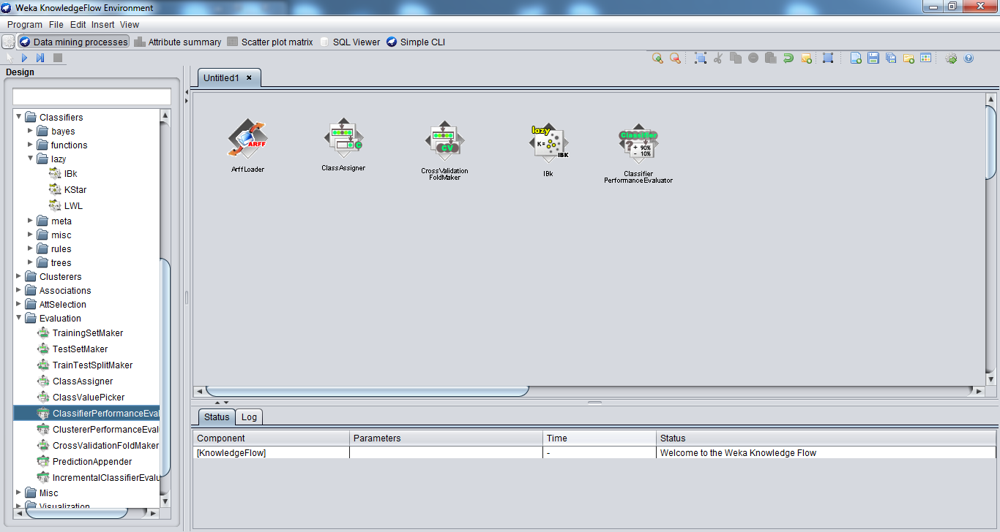 Weka KnowledgeFlow Environment
Program File Edit Insert View
Data mining processes Attribute summary Scatter plot matrix SQL Viewer Simple CLI
Design
Untitled1
Classifiers
bayes
functions
lazy
IBk
KStar
LWL
meta
misc
rules
trees
Clusterers
Associations
AttSelection
Evaluation
TrainingSetMaker
TestSetMaker
TrainTestSplitMaker
ClassAssigner
ClassValuePicker
ClassifierPerformanceEval
ClustererPerformanceEval
CrossValidationFoldMaker
PredictionAppender
IncrementalClassifierEvalu
Misc
Visualization
ARFF
ArffLoader
C
ClassAssigner
CV
CrossValidation
FoldMaker
lazy
K=
IBK
IBk
Classifier
? + 90%
- 10%
Classifier
PerformanceEvaluator
Status Log
Component Parameters Time Status
[KnowledgeFlow] - Welcome to the Weka Knowledge Flow